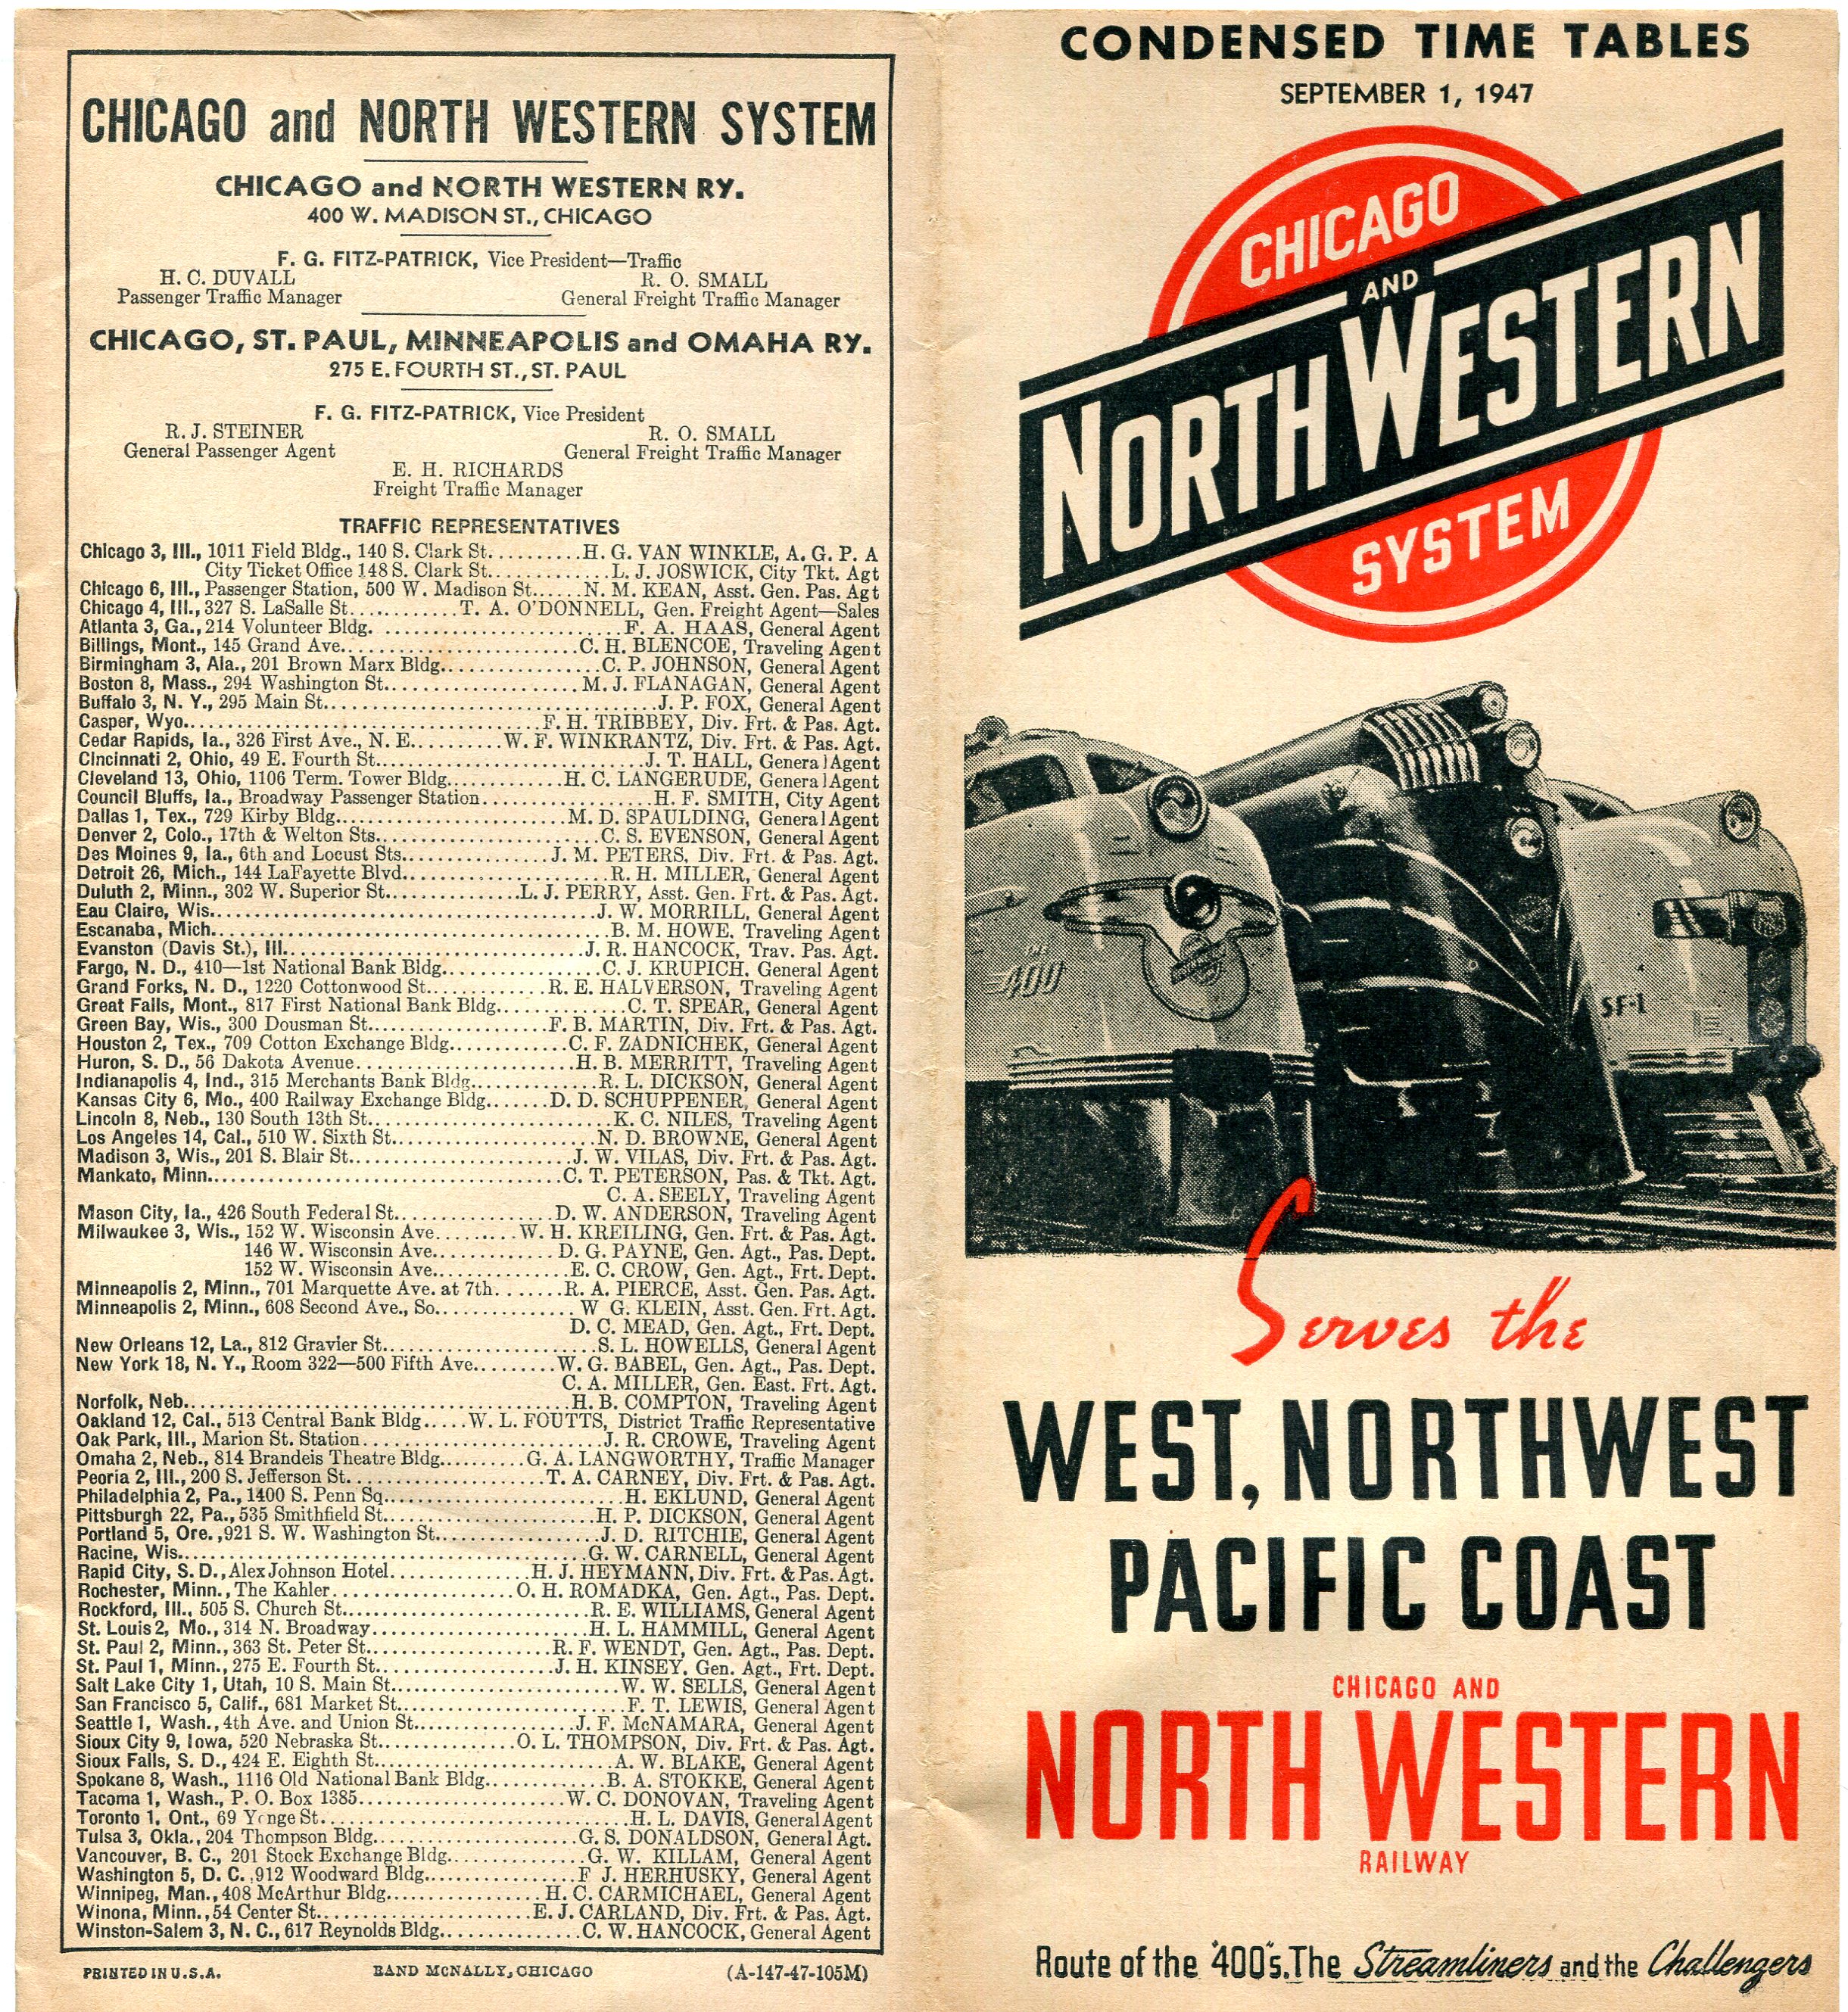 CHICAGO and NORTH WESTERN SYSTEM
CHICAGO and NORTH WESTERN RY.
400 W. MADISON ST., CHICAGO
F. G. FITZ-PATRICK, Vice President—Traffic
H. C. DUVALL R. O. SMALL
Passenger Traffic Manager General Freight Traffic Manager
CHICAGO, ST. PAUL, MINNEAPOLIS and OMAHA RY.
275 E. FOURTH ST., ST. PAUL
F. G. FITZ-PATRICK, Vice President
R. J. STEINER R. O. SMALL
General Passenger Agent General Freight Traffic Manager
E. H. RICHARDS
Freight Traffic Manager
TRAFFIC REPRESENTATIVES
Chicago 3, Ill., 1011 Field Bldg., 140 S. Clark St..........H. G. VAN WINKLE, A. G. P. A
City Ticket Office 148 S. Clark St............L. J. JOSWICK, City Tkt. Agt
Chicago 6, Ill., Passenger Station, 500 W. Madison St......N. M. KEAN, Asst. Gen. Pas. Agt
Chicago 4, Ill., 327 S. LaSalle St...........T. A. O'DONNELL, Gen. Freight Agent—Sales
Atlanta 3, Ga., 214 Volunteer Bldg. ........................F. A. HAAS, General Agent
Billings, Mont., 145 Grand Ave.........................C. H. BLENCOE, Traveling Agent
Birmingham 3, Ala., 201 Brown Marx Bldg.................C. P. JOHNSON, General Agent
Boston 8, Mass., 294 Washington St....................M. J. FLANAGAN, General Agent
Buffalo 3, N. Y., 295 Main St..................................J. P. FOX, General Agent
Casper, Wyo....................................F. H. TRIBBEY, Div. Frt. & Pas. Agt.
Cedar Rapids, Ia., 326 First Ave., N. E..........W. F. WINKRANTZ, Div. Frt. & Pas. Agt.
Cincinnati 2, Ohio, 49 E. Fourth St...........................J. T. HALL, General Agent
Cleveland 13, Ohio, 1106 Term. Tower Bldg............H. C. LANGERUDE, General Agent
Council Bluffs, Ia., Broadway Passenger Station.................H. F. SMITH, City Agent
Dallas 1, Tex., 729 Kirby Bldg.......................M. D. SPAULDING, General Agent
Denver 2, Colo., 17th & Welton Sts......................C. S. EVENSON, General Agent
Des Moines 9, Ia., 6th and Locust Sts...............J. M. PETERS, Div. Frt. & Pas. Agt.
Detroit 26, Mich., 144 LaFayette Blvd.....................R. H. MILLER, General Agent
Duluth 2, Minn., 302 W. Superior St.............L. J. PERRY, Asst. Gen. Frt. & Pas. Agt.
Eau Claire, Wis......................................J. W. MORRILL, General Agent
Escanaba, Mich.......................................B. M. HOWE, Traveling Agent
Evanston (Davis St.), Ill.............................J. R. HANCOCK, Trav. Pas. Agt.
Fargo, N. D., 410—1st National Bank Bldg................C. J. KRUPICH, General Agent
Grand Forks, N. D., 1220 Cottonwood St............R. E. HALVERSON, Traveling Agent
Great Falls, Mont., 817 First National Bank Bldg.............C. T. SPEAR, General Agent
Green Bay, Wis., 300 Dousman St...................F. B. MARTIN, Div. Frt. & Pas. Agt.
Houston 2, Tex., 709 Cotton Exchange Bldg............C. F. ZADNICHEK, General Agent
Huron, S. D., 56 Dakota Avenue......................H. B. MERRITT, Traveling Agent
Indianapolis 4, Ind., 315 Merchants Bank Bldg.............R. L. DICKSON, General Agent
Kansas City 6, Mo., 400 Railway Exchange Bldg.......D. D. SCHUPPENER, General Agent
Lincoln 8, Neb., 130 South 13th St.........................K. C. NILES, Traveling Agent
Los Angeles 14, Cal., 510 W. Sixth St....................N. D. BROWNE, General Agent
Madison 3, Wis., 201 S. Blair St.......................J. W. VILAS, Div. Frt. & Pas. Agt.
Mankato, Minn...................................C. T. PETERSON, Pas. & Tkt. Agt.
C. A. SEELY, Traveling Agent
Mason City, Ia., 426 South Federal St................D. W. ANDERSON, Traveling Agent
Milwaukee 3, Wis., 152 W. Wisconsin Ave.........W. H. KREILING, Gen. Frt. & Pas. Agt.
146 W. Wisconsin Ave.............D. G. PAYNE, Gen. Agt., Pas. Dept.
152 W. Wisconsin Ave..............E. C. CROW, Gen. Agt., Frt. Dept.
Minneapolis 2, Minn., 701 Marquette Ave. at 7th........R. A. PIERCE, Asst. Gen. Pas. Agt.
Minneapolis 2, Minn., 608 Second Ave., So..............W G. KLEIN, Asst. Gen. Frt. Agt.
D. C. MEAD, Gen. Agt., Frt. Dept.
New Orleans 12, La., 812 Gravier St.......................S. L. HOWELLS, General Agent
New York 18, N. Y., Room 322—500 Fifth Ave.........W. G. BABEL, Gen. Agt., Pas. Dept.
C. A. MILLER, Gen. East. Frt. Agt.
Norfolk, Neb........................................H. B. COMPTON, Traveling Agent
Oakland 12, Cal., 513 Central Bank Bldg.....W. L. FOUTTS, District Traffic Representative
Oak Park, Ill., Marion St. Station.........................J. R. CROWE, Traveling Agent
Omaha 2, Neb., 814 Brandeis Theatre Bldg..........G. A. LANGWORTHY, Traffic Manager
Peoria 2, Ill., 200 S. Jefferson St....................T. A. CARNEY, Div. Frt. & Pas. Agt.
Philadelphia 2, Pa., 1400 S. Penn Sq........................H. EKLUND, General Agent
Pittsburgh 22, Pa., 535 Smithfield St......................H. P. DICKSON, General Agent
Portland 5, Ore., 921 S. W. Washington St.................J. D. RITCHIE, General Agent
Racine, Wis..........................................G. W. CARNELL, General Agent
Rapid City, S. D., Alex Johnson Hotel..............H. J. HEYMANN, Div. Frt. & Pas. Agt.
Rochester, Minn., The Kahler.....................O. H. ROMADKA, Gen. Agt., Pas. Dept.
Rockford, Ill., 505 S. Church St.........................R. E. WILLIAMS, General Agent
St. Louis 2, Mo., 314 N. Broadway......................H. L. HAMMILL, General Agent
St. Paul 2, Minn., 363 St. Peter St..................R. F. WENDT, Gen. Agt., Pas. Dept.
St. Paul 1, Minn., 275 E. Fourth St..................J. H. KINSEY, Gen. Agt., Frt. Dept.
Salt Lake City 1, Utah, 10 S. Main St........................W. W. SELLS, General Agent
San Francisco 5, Calif., 681 Market St......................F. T. LEWIS, General Agent
Seattle 1, Wash., 4th Ave. and Union St................J. F. McNAMARA, General Agent
Sioux City 9, Iowa, 520 Nebraska St..............O. L. THOMPSON, Div. Frt. & Pas. Agt.
Sioux Falls, S. D., 424 E. Eighth St........................A. W. BLAKE, General Agent
Spokane 8, Wash., 1116 Old National Bank Bldg............B. A. STOKKE, General Agent
Tacoma 1, Wash., P. O. Box 1385.....................W. C. DONOVAN, Traveling Agent
Toronto 1, Ont., 69 Yonge St..............................H. L. DAVIS, General Agent
Tulsa 3, Okla., 204 Thompson Bldg....................G. S. DONALDSON, General Agt.
Vancouver, B. C., 201 Stock Exchange Bldg..............G. W. KILLAM, General Agent
Washington 5, D. C., 912 Woodward Bldg................F J. HERHUSKY, General Agent
Winnipeg, Man., 408 McArthur Bldg................H. C. CARMICHAEL, General Agent
Winona, Minn., 54 Center St......................E. J. CARLAND, Div. Frt. & Pas. Agt.
Winston-Salem 3, N. C., 617 Reynolds Bldg..............C. W. HANCOCK, General Agent
PRINTED IN U.S.A. RAND McNALLY, CHICAGO (A-147-47-105M)
CONDENSED TIME TABLES
SEPTEMBER 1, 1947
CHICAGO
AND
NORTH WESTERN
SYSTEM
THE 400
SF-1
Serves the
WEST, NORTHWEST
PACIFIC COAST
CHICAGO AND
NORTH WESTERN
RAILWAY
Route of the "400"s. The Streamliners and the Challengers